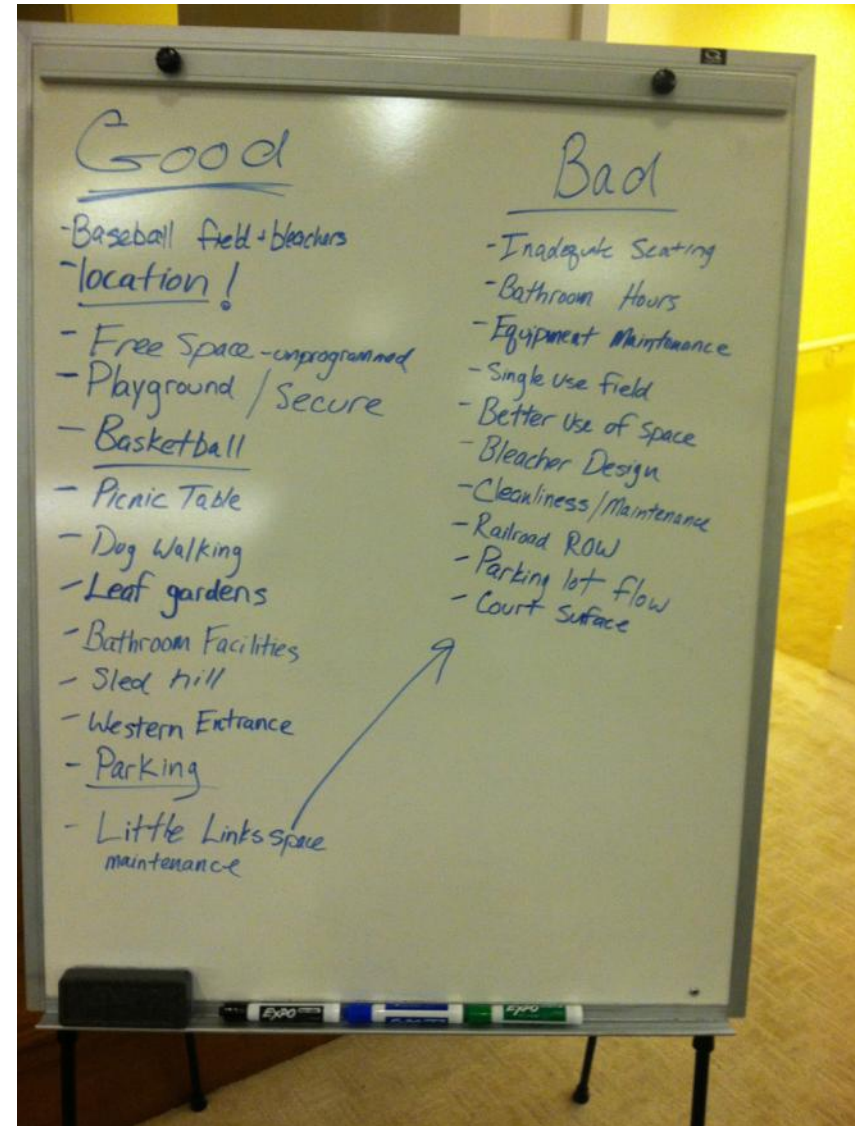 Good
-Baseball field + bleachers
-location!
- Free Space - unprogrammed
- Playground / Secure
- Basketball
- Picnic Table
- Dog Walking
- Leaf gardens
- Bathroom Facilities
- Sled hill
- Western Entrance
- Parking
- Little Links space
maintenance
Bad
- Inadequate Seating
- Bathroom Hours
- Equipment Maintenance
- Single use field
- Better use of space
- Bleacher Design
- Cleanliness/Maintenance
- Railroad ROW
- Parking lot flow
- Court Surface
EXPO
EXPO